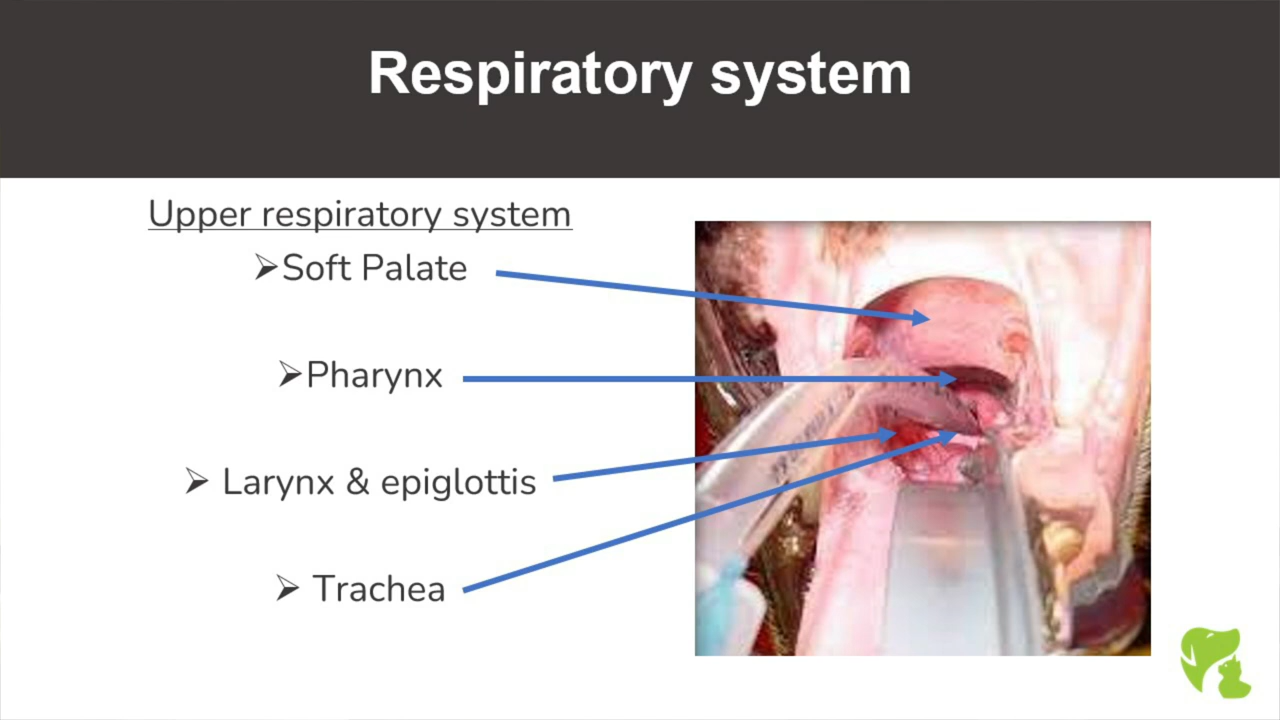 Respiratory system
Upper respiratory system
➢Soft Palate
➢Pharynx
➢ Larynx & epiglottis
➢ Trachea